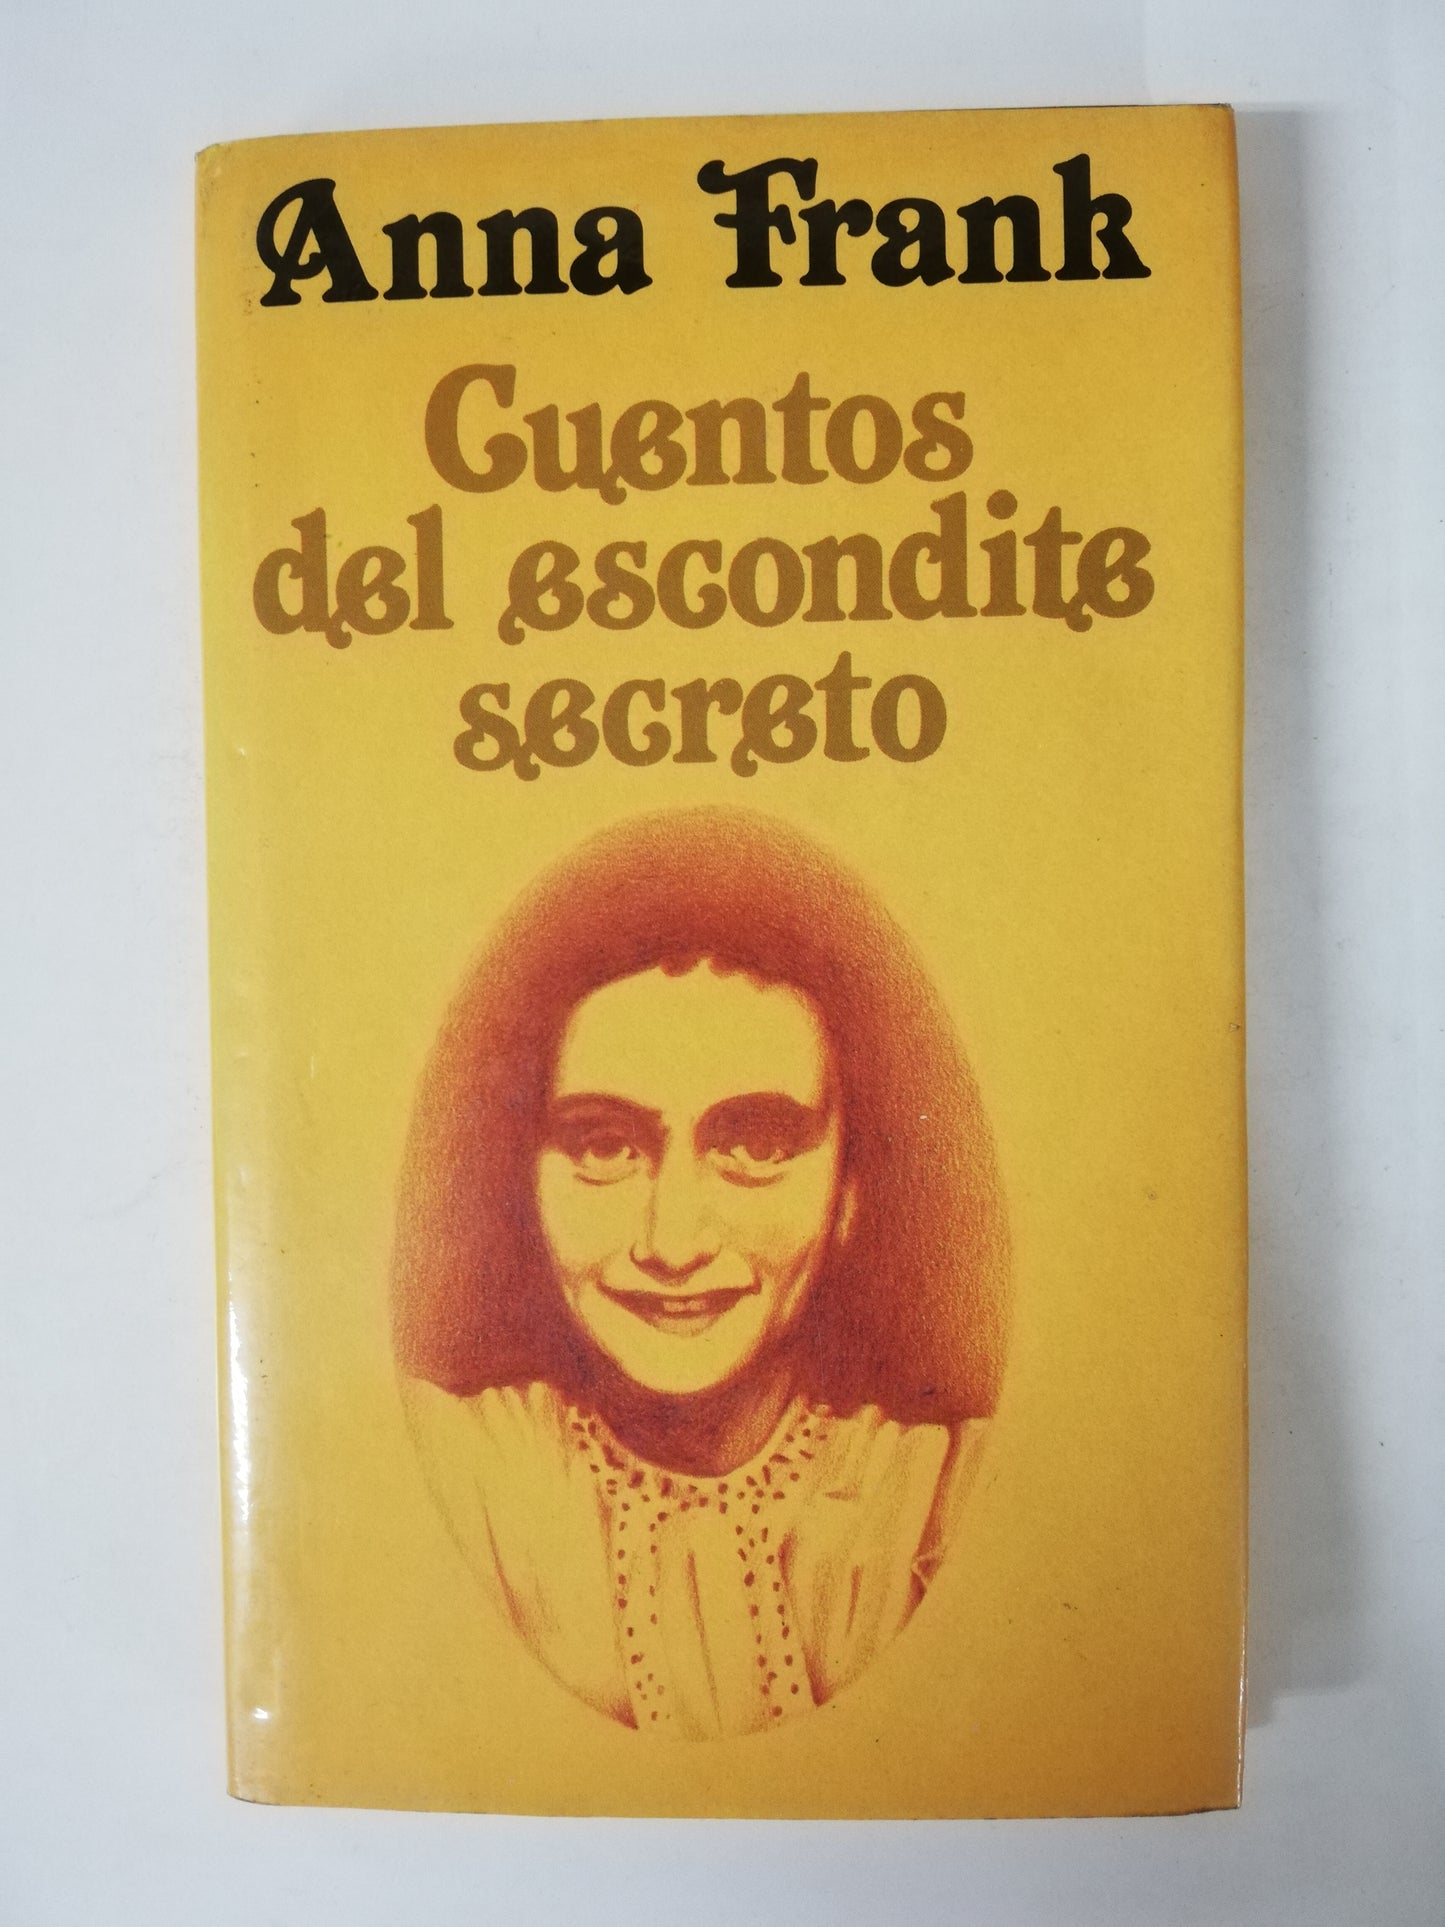 Anna Frank
Cuentos
del escondite
secreto